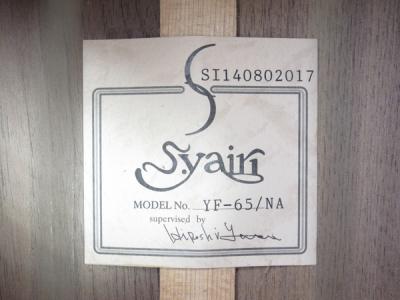 SI140802017
S.yairi
MODEL No. YF-65/NA
supervised by